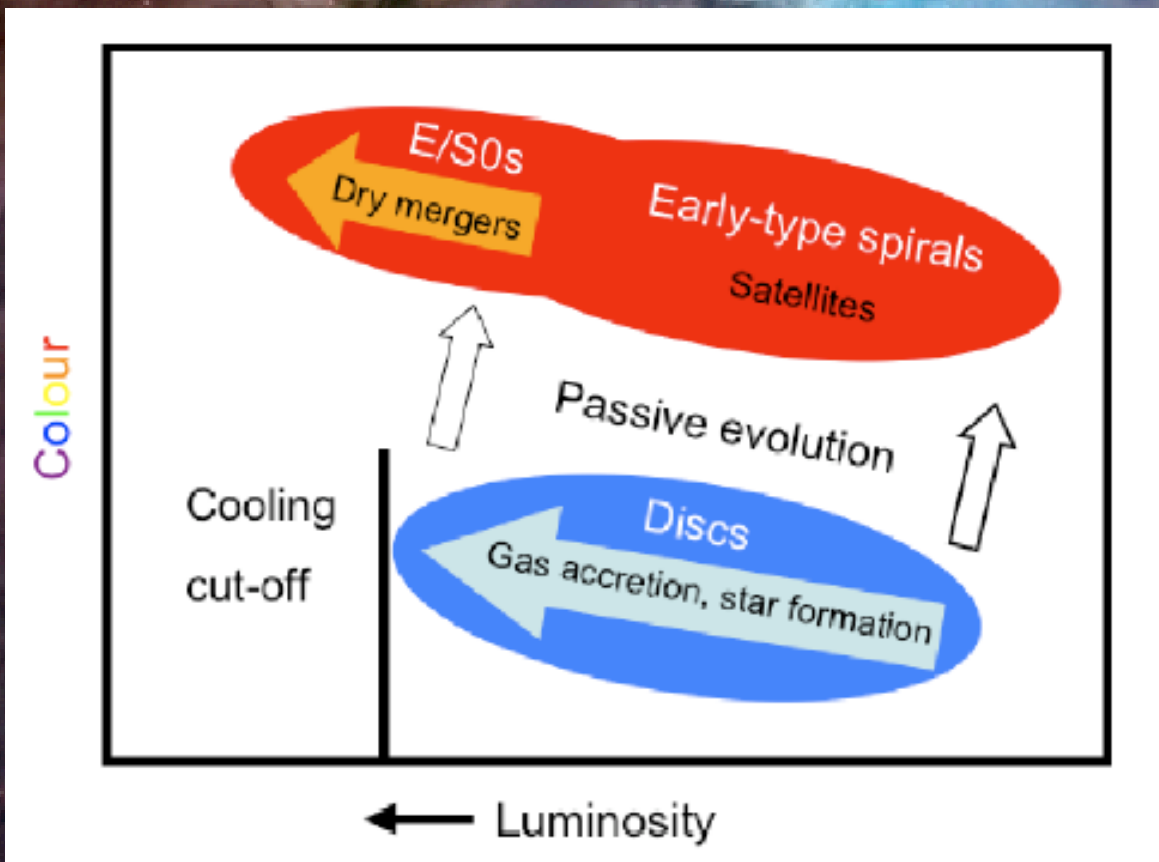 E/S0s
Dry mergers
Early-type spirals
Satellites
Colour
Passive evolution
Cooling
cut-off
Discs
Gas accretion, star formation
Luminosity